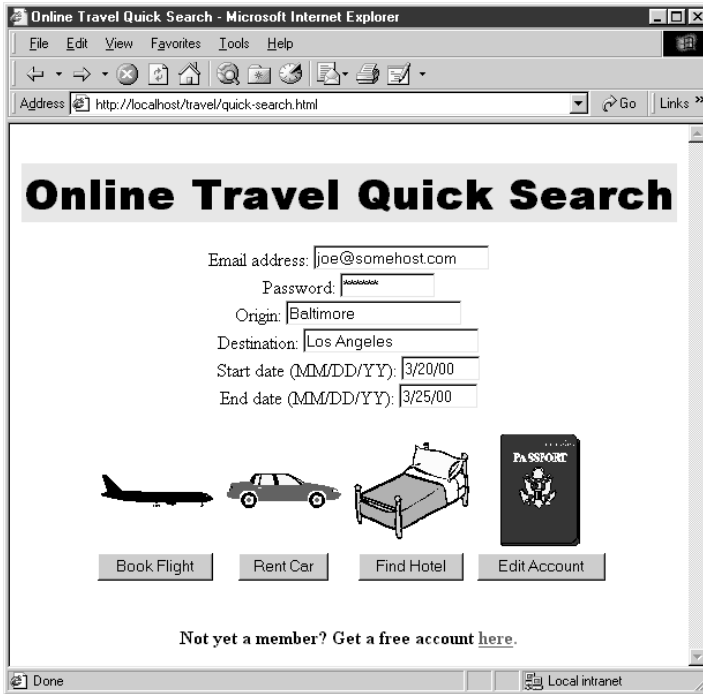 Online Travel Quick Search - Microsoft Internet Explorer
File Edit View Favorites Tools Help
Address http://localhost/travel/quick-search.html Go Links »
Online Travel Quick Search
Email address: joe@somehost.com
Password: ******
Origin: Baltimore
Destination: Los Angeles
Start date (MM/DD/YY): 3/20/00
End date (MM/DD/YY): 3/25/00
PASSPORT
Book Flight Rent Car Find Hotel Edit Account
Not yet a member? Get a free account here.
Done Local intranet